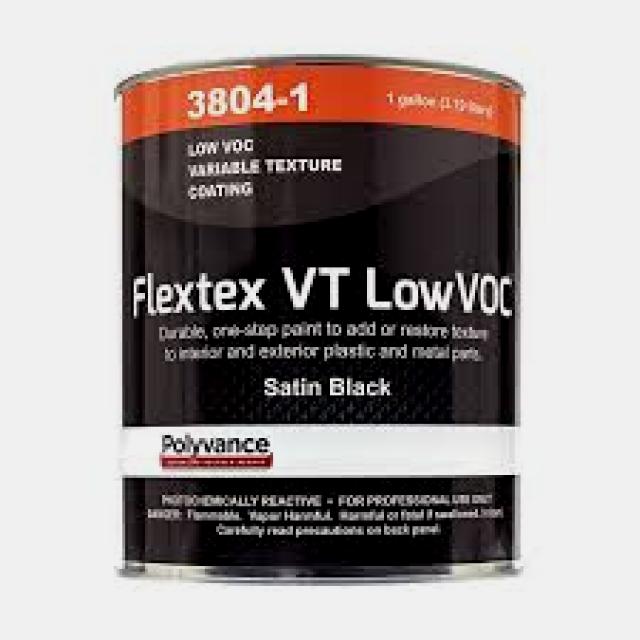 3804-1
1 gallon (3.79 liters)
LOW VOC
VARIABLE TEXTURE
COATING
Flextex VT LowVOC
Durable, one-step paint to add or restore texture
to interior and exterior plastic and metal parts.
Satin Black
Polyvance
PHOTOCHEMICALLY REACTIVE • FOR PROFESSIONAL USE ONLY
DANGER: Flammable. Vapor Harmful. Harmful or fatal if swallowed.
Carefully read precautions on back panel.